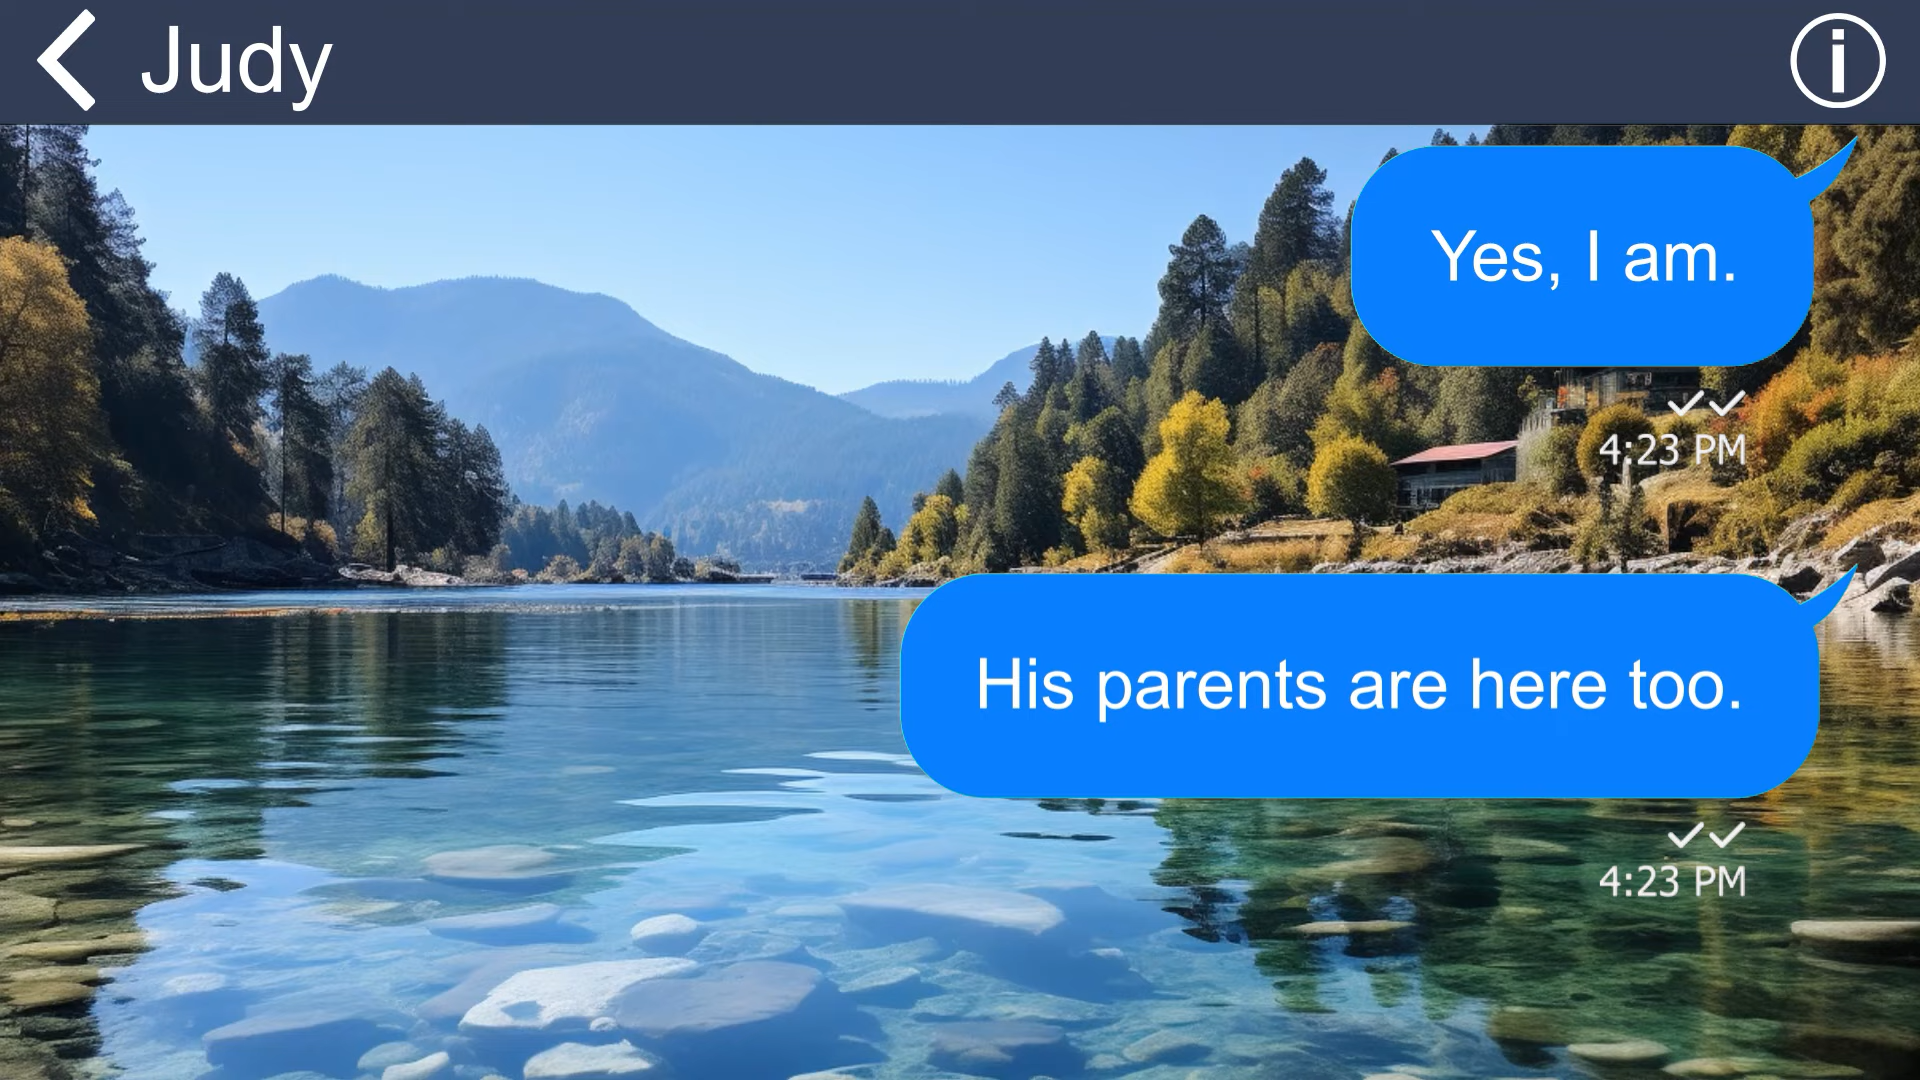 Judy
Yes, I am.
4:23 PM
His parents are here too.
4:23 PM